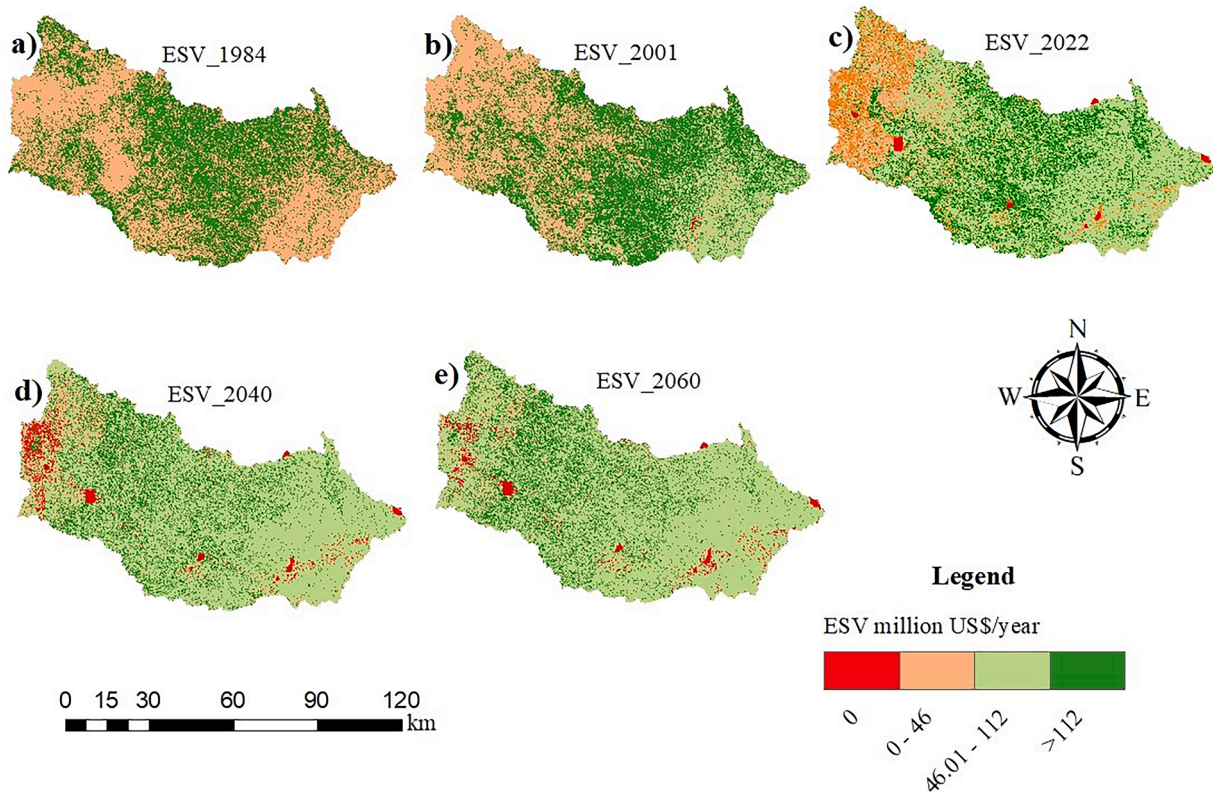 a) ESV_1984
b) ESV_2001
c) ESV_2022
d) ESV_2040
e) ESV_2060
N
W E
S
Legend
ESV million US$/year
0
0 - 46
46.01 - 112
>112
0 15 30 60 90 120
km